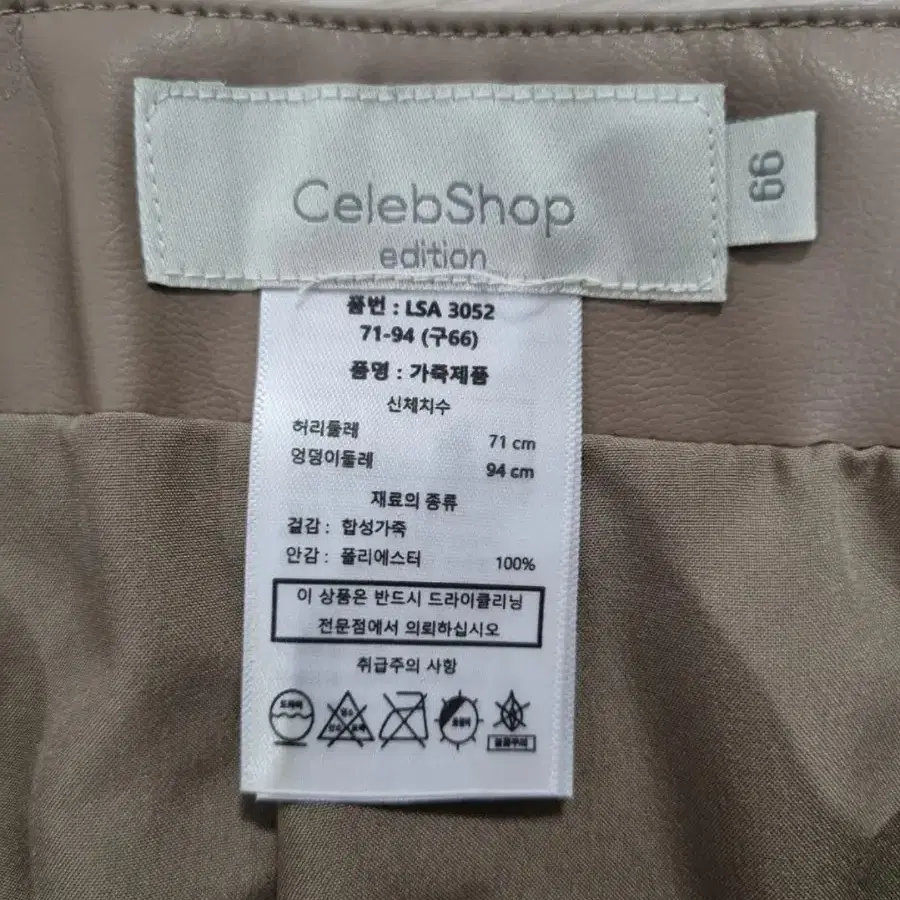 CelebShop
edition
66
품번 : LSA 3052
71-94 (구66)
품명 : 가죽제품
신체치수
허리둘레 71 cm
엉덩이둘레 94 cm
재료의 종류
겉감 : 합성가죽
안감 : 폴리에스터 100%
이 상품은 반드시 드라이클리닝
전문점에서 의뢰하십시오
취급주의 사항
드라이